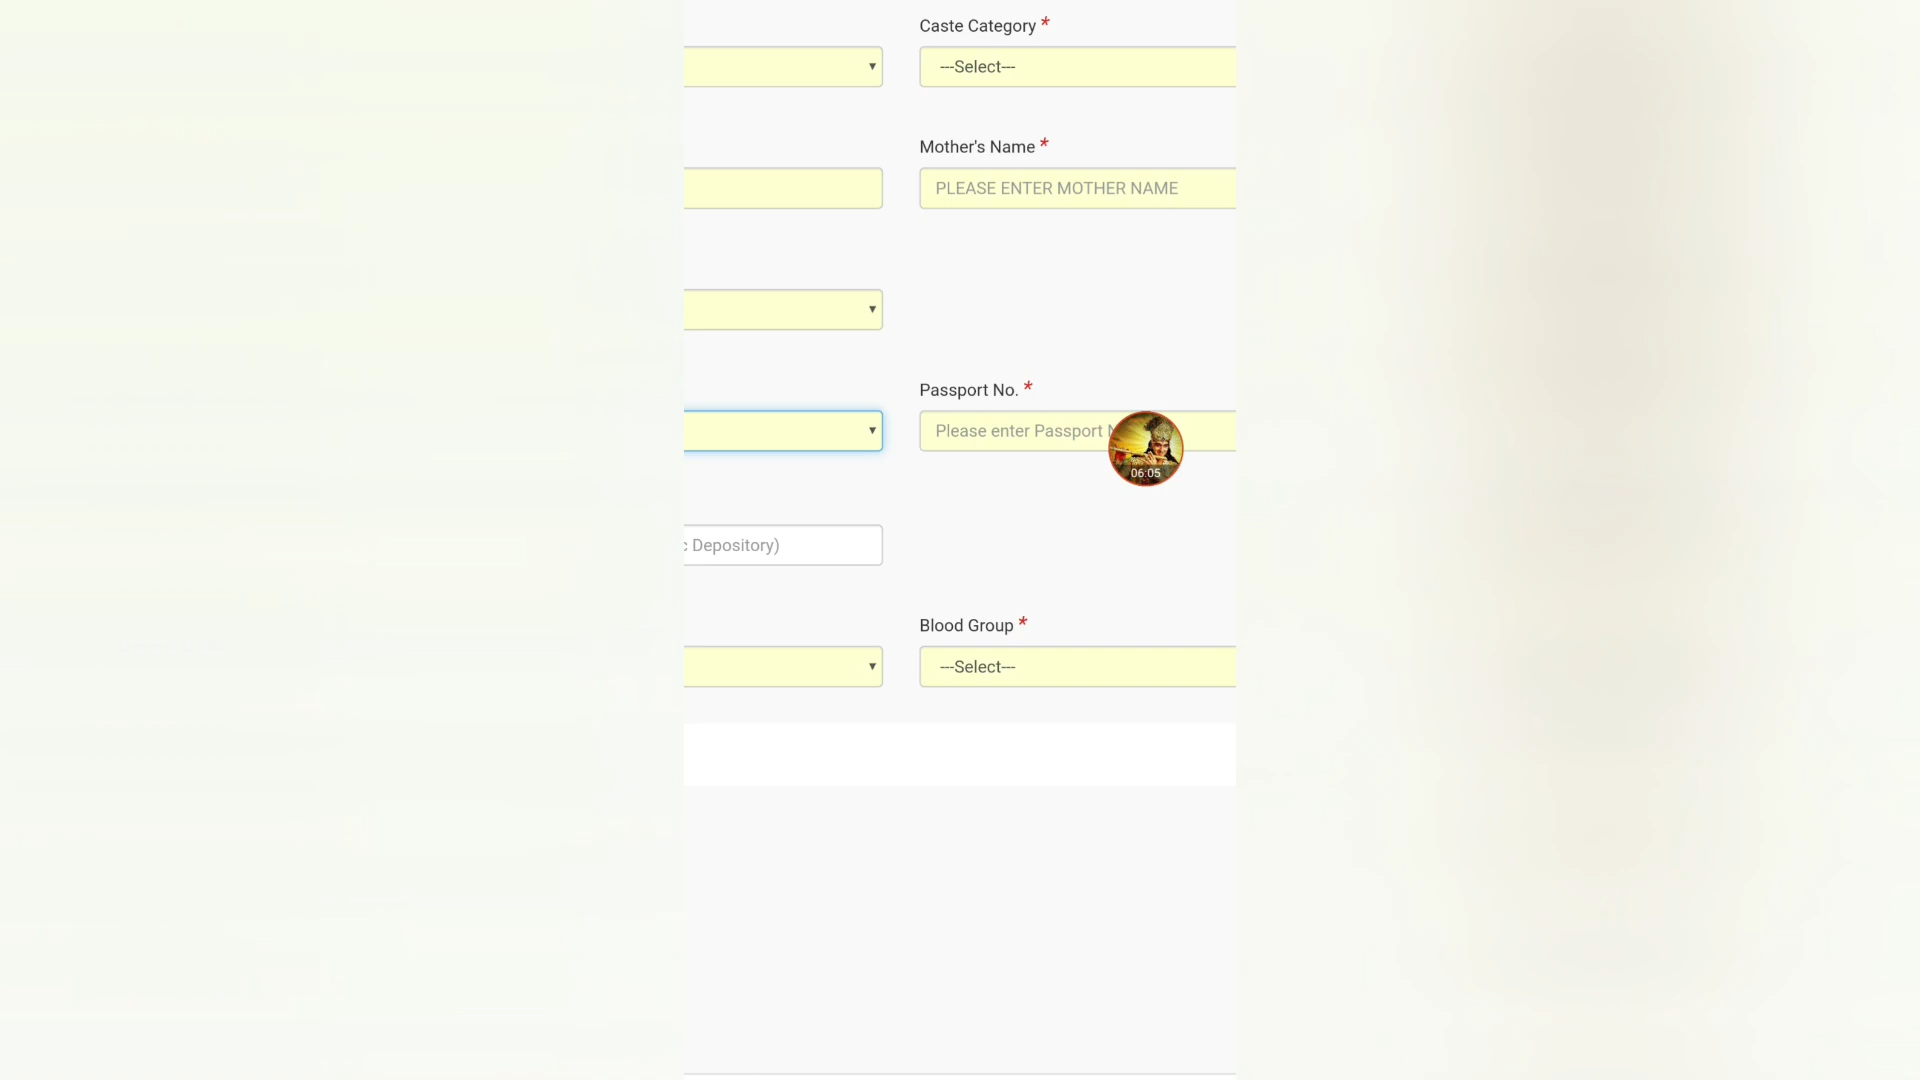 Caste Category *
---Select---
Mother's Name *
PLEASE ENTER MOTHER NAME
Passport No. *
Please enter Passport
06:05
Depository)
Blood Group *
---Select---